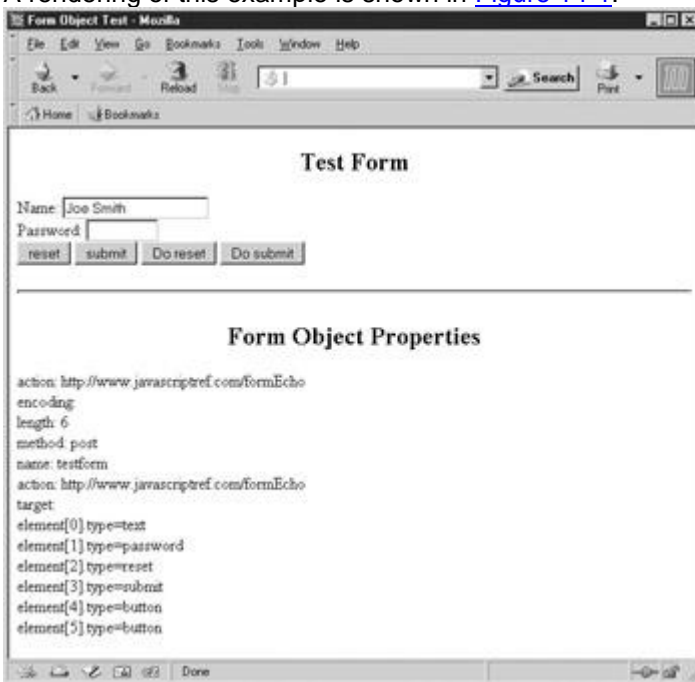 A rendering of this example is shown in Figure 14-1.
Form Object Test - Mozilla
File Edit View Go Bookmarks Tools Window Help
Back Forward Reload Stop Search Print
Home Bookmarks
Test Form
Name: Joe Smith
Password:
reset submit Do reset Do submit
Form Object Properties
action: http://www.javascriptref.com/formEcho
encoding:
length: 6
method: post
name: testform
action: http://www.javascriptref.com/formEcho
target:
element[0].type=text
element[1].type=password
element[2].type=reset
element[3].type=submit
element[4].type=button
element[5].type=button
Done